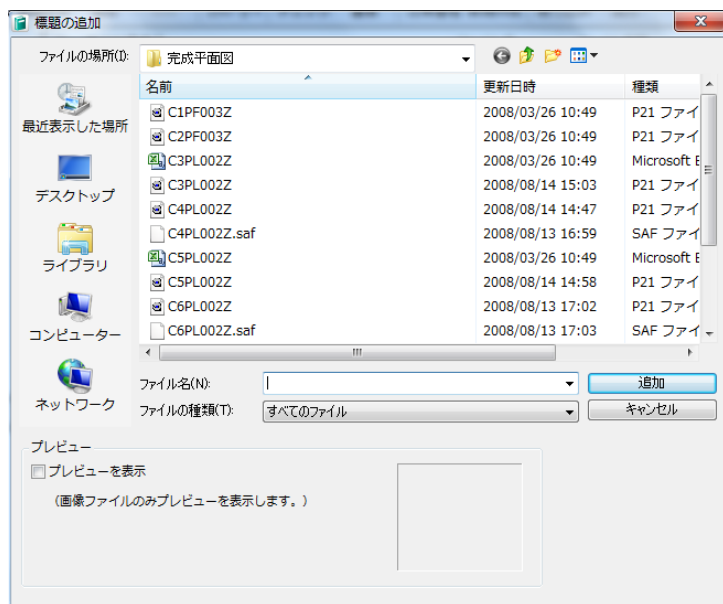 標題の追加
ファイルの場所(I):
完成平面図
名前 更新日時 種類
C1PF003Z 2008/03/26 10:49 P21 ファイ
C2PF003Z 2008/03/26 10:49 P21 ファイ
C3PL002Z 2008/03/26 10:49 Microsoft E
C3PL002Z 2008/08/14 15:03 P21 ファイ
C4PL002Z 2008/08/14 14:47 P21 ファイ
C4PL002Z.saf 2008/08/13 16:59 SAF ファイ
C5PL002Z 2008/03/26 10:49 Microsoft E
C5PL002Z 2008/08/14 14:58 P21 ファイ
C6PL002Z 2008/08/13 17:02 P21 ファイ
C6PL002Z.saf 2008/08/13 17:03 SAF ファイ
最近表示した場所
デスクトップ
ライブラリ
コンピューター
ネットワーク
ファイル名(N): 追加
ファイルの種類(T): すべてのファイル キャンセル
プレビュー
プレビューを表示
(画像ファイルのみプレビューを表示します。)